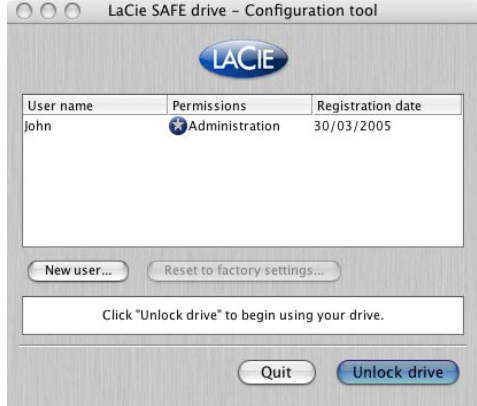 LaCie SAFE drive – Configuration tool
LACIE
User name Permissions Registration date
John Administration 30/03/2005
New user... Reset to factory settings...
Click "Unlock drive" to begin using your drive.
Quit Unlock drive